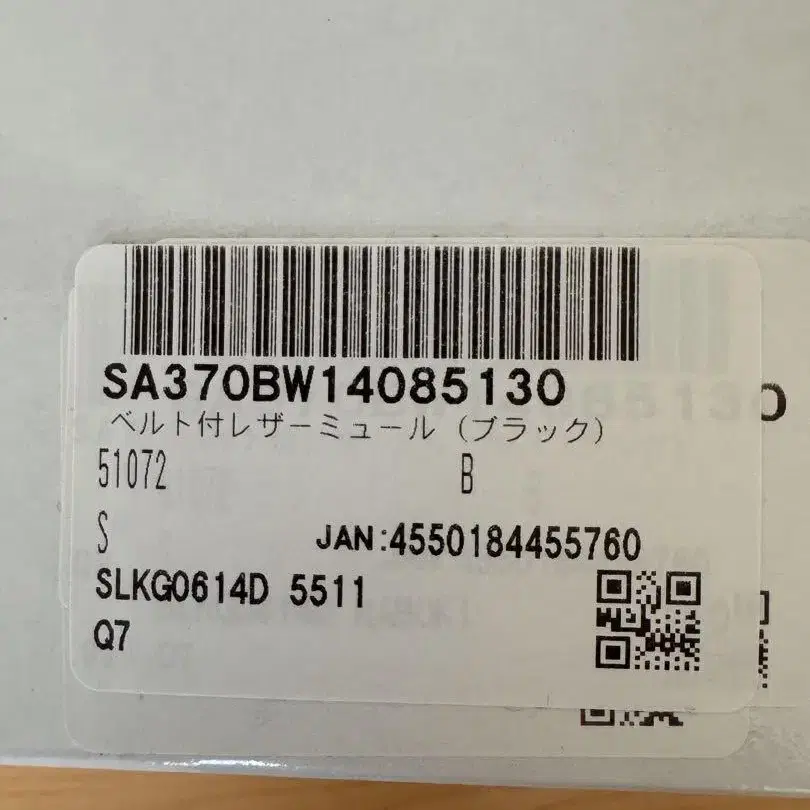 SA370BW14085130
ベルト付レザーミュール（ブラック）
51072 B
S JAN:4550184455760
SLKG0614D 5511
Q7